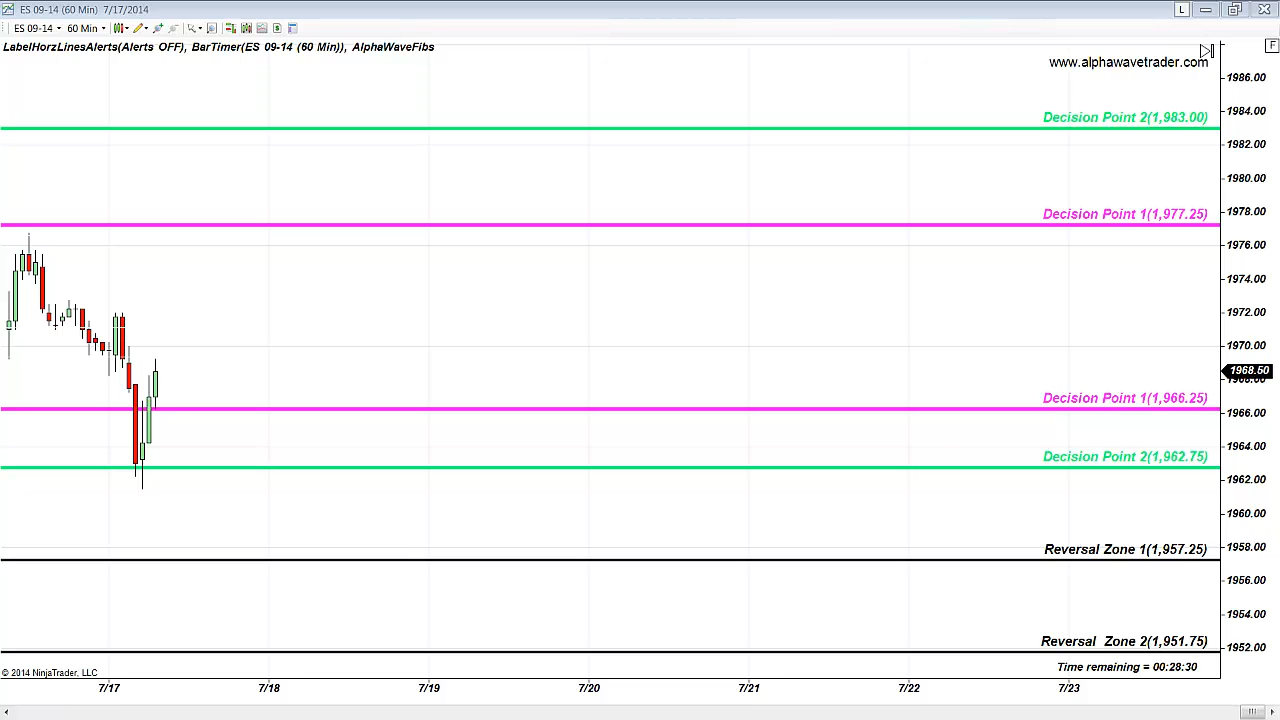 ES 09-14 (60 Min)  7/17/2014
L
ES 09-14 60 Min
LabelHorzLinesAlerts(Alerts OFF), BarTimer(ES 09-14 (60 Min)), AlphaWaveFibs
F
www.alphawavetrader.com
1986.00
1984.00
Decision Point 2(1,983.00)
1982.00
1980.00
Decision Point 1(1,977.25)
1978.00
1976.00
1974.00
1972.00
1970.00
1968.50
1968.00
Decision Point 1(1,966.25)
1966.00
1964.00
Decision Point 2(1,962.75)
1962.00
1960.00
Reversal Zone 1(1,957.25)
1958.00
1956.00
1954.00
Reversal  Zone 2(1,951.75)
1952.00
Time remaining = 00:28:30
© 2014 NinjaTrader, LLC
7/17 7/18 7/19 7/20 7/21 7/22 7/23